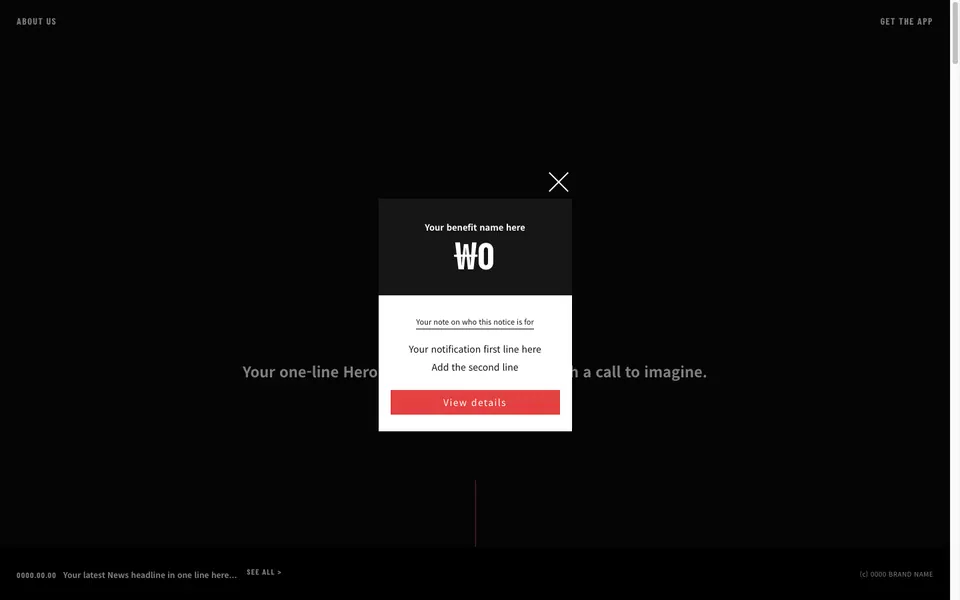 ABOUT US
GET THE APP
Your benefit name here
₩0
Your note on who this notice is for
Your notification first line here
Add the second line
View details
Your one-line Hero
h a call to imagine.
0000.00.00 Your latest News headline in one line here... SEE ALL >
(c) 0000 BRAND NAME